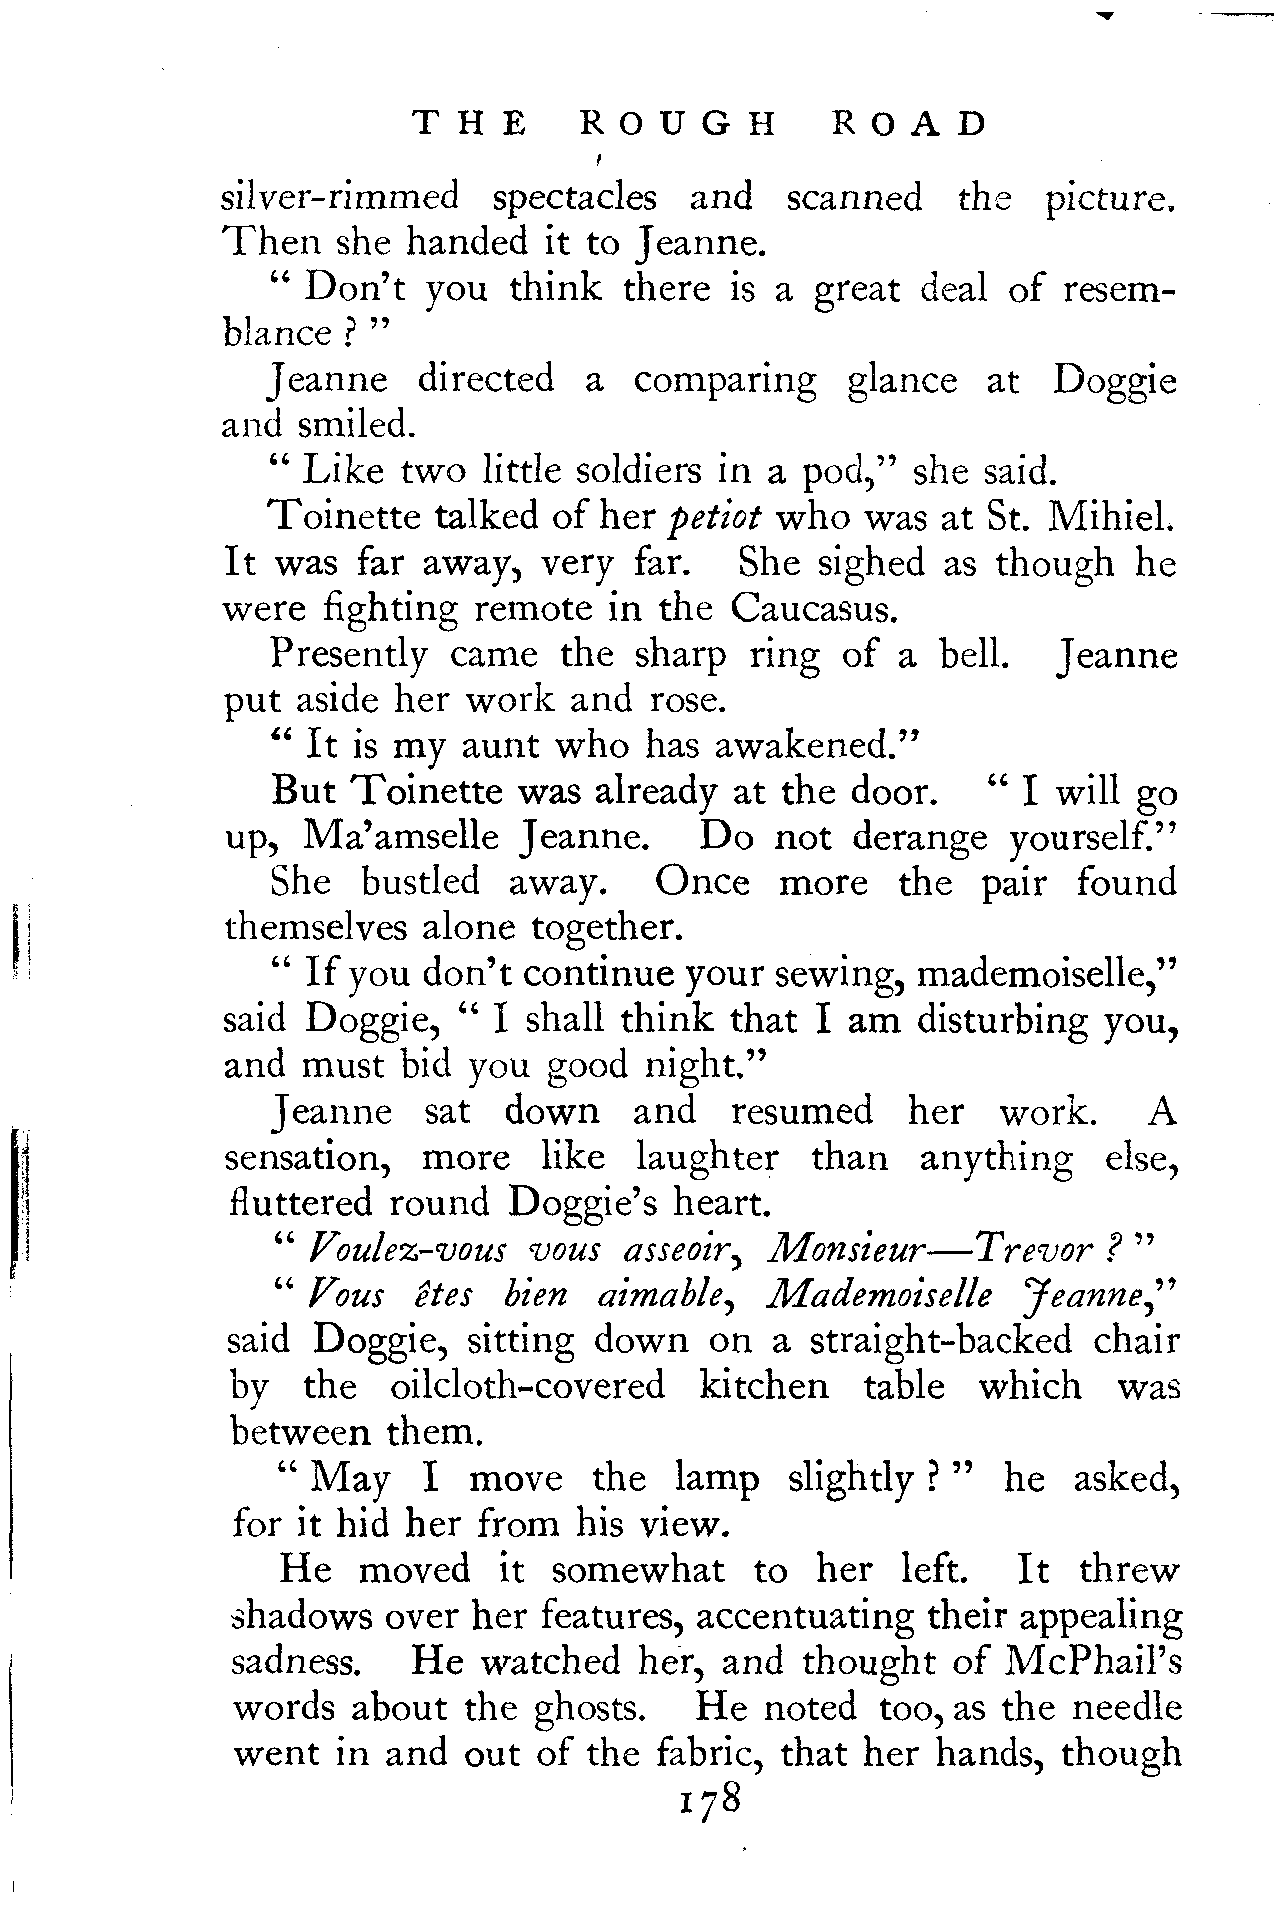 THE ROUGH ROAD
silver-rimmed spectacles and scanned the picture.
Then she handed it to Jeanne.
“ Don’t you think there is a great deal of resem-
blance ? ”
Jeanne directed a comparing glance at Doggie
and smiled.
“ Like two little soldiers in a pod,” she said.
Toinette talked of her petiot who was at St. Mihiel.
It was far away, very far. She sighed as though he
were fighting remote in the Caucasus.
Presently came the sharp ring of a bell. Jeanne
put aside her work and rose.
“ It is my aunt who has awakened.”
But Toinette was already at the door. “ I will go
up, Ma’amselle Jeanne. Do not derange yourself.”
She bustled away. Once more the pair found
themselves alone together.
“ If you don’t continue your sewing, mademoiselle,”
said Doggie, “ I shall think that I am disturbing you,
and must bid you good night.”
Jeanne sat down and resumed her work. A
sensation, more like laughter than anything else,
fluttered round Doggie’s heart.
“ Voulez-vous vous asseoir, Monsieur—Trevor ? ”
“ Vous êtes bien aimable, Mademoiselle Jeanne,”
said Doggie, sitting down on a straight-backed chair
by the oilcloth-covered kitchen table which was
between them.
“ May I move the lamp slightly ? ” he asked,
for it hid her from his view.
He moved it somewhat to her left. It threw
shadows over her features, accentuating their appealing
sadness. He watched her, and thought of McPhail’s
words about the ghosts. He noted too, as the needle
went in and out of the fabric, that her hands, though
178